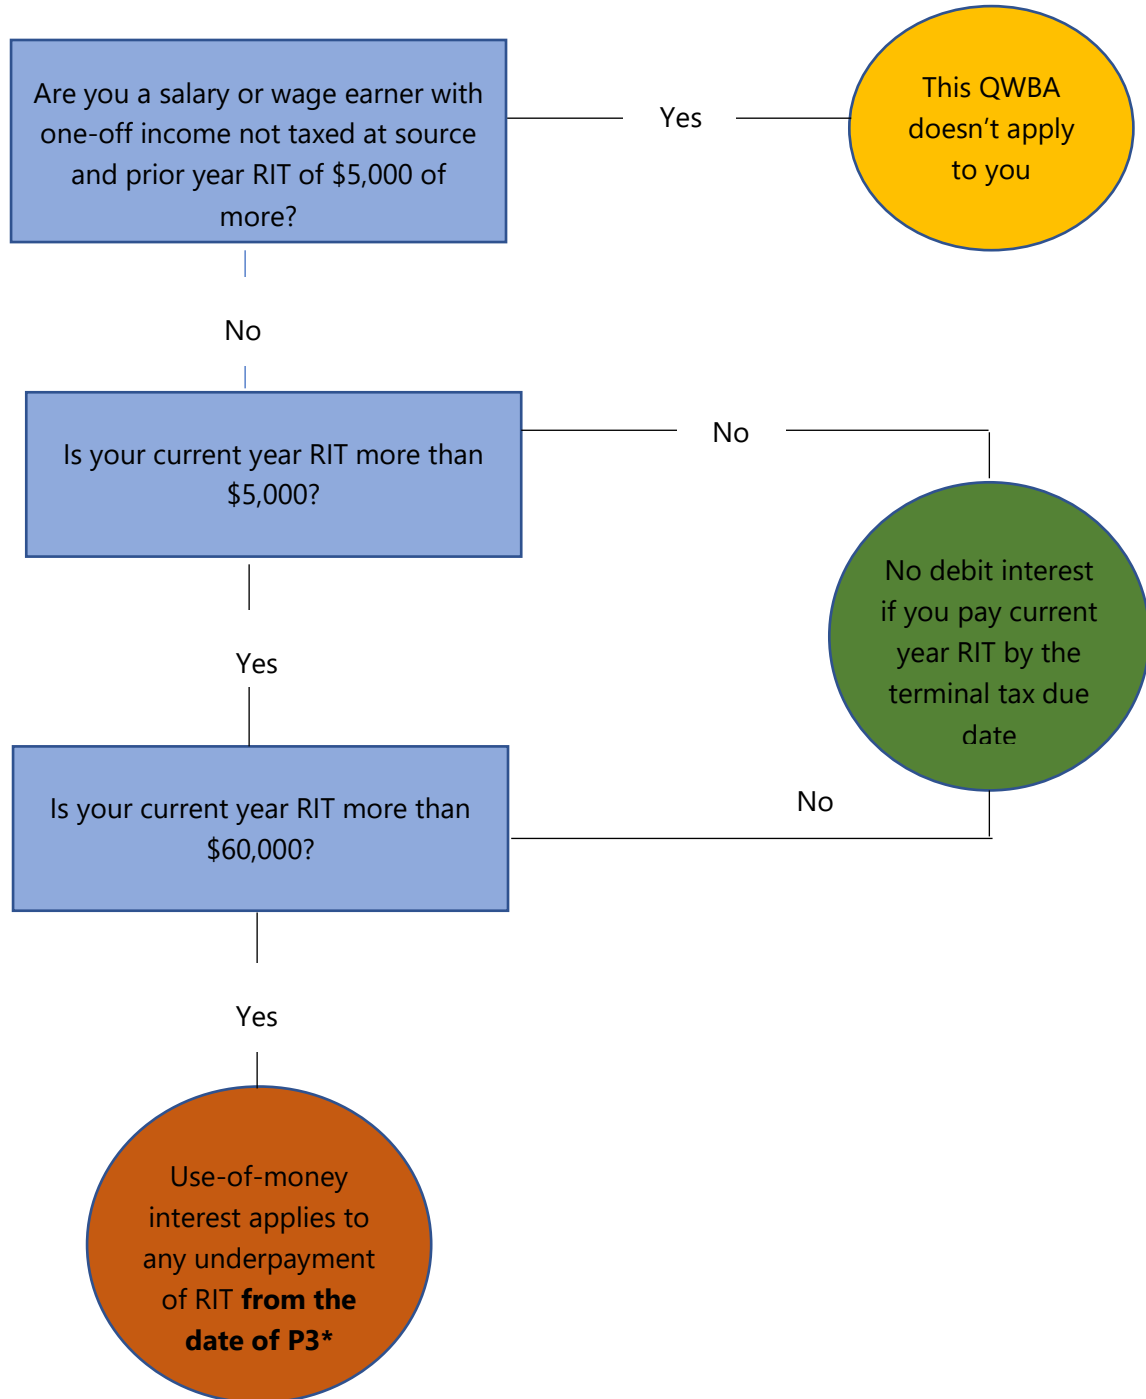 Are you a salary or wage earner with
one-off income not taxed at source
and prior year RIT of $5,000 of
more?
Yes
This QWBA
doesn’t apply
to you
No
Is your current year RIT more than
$5,000?
No
No debit interest
if you pay current
year RIT by the
terminal tax due
date
Yes
Is your current year RIT more than
$60,000?
No
Yes
Use-of-money
interest applies to
any underpayment
of RIT from the
date of P3*